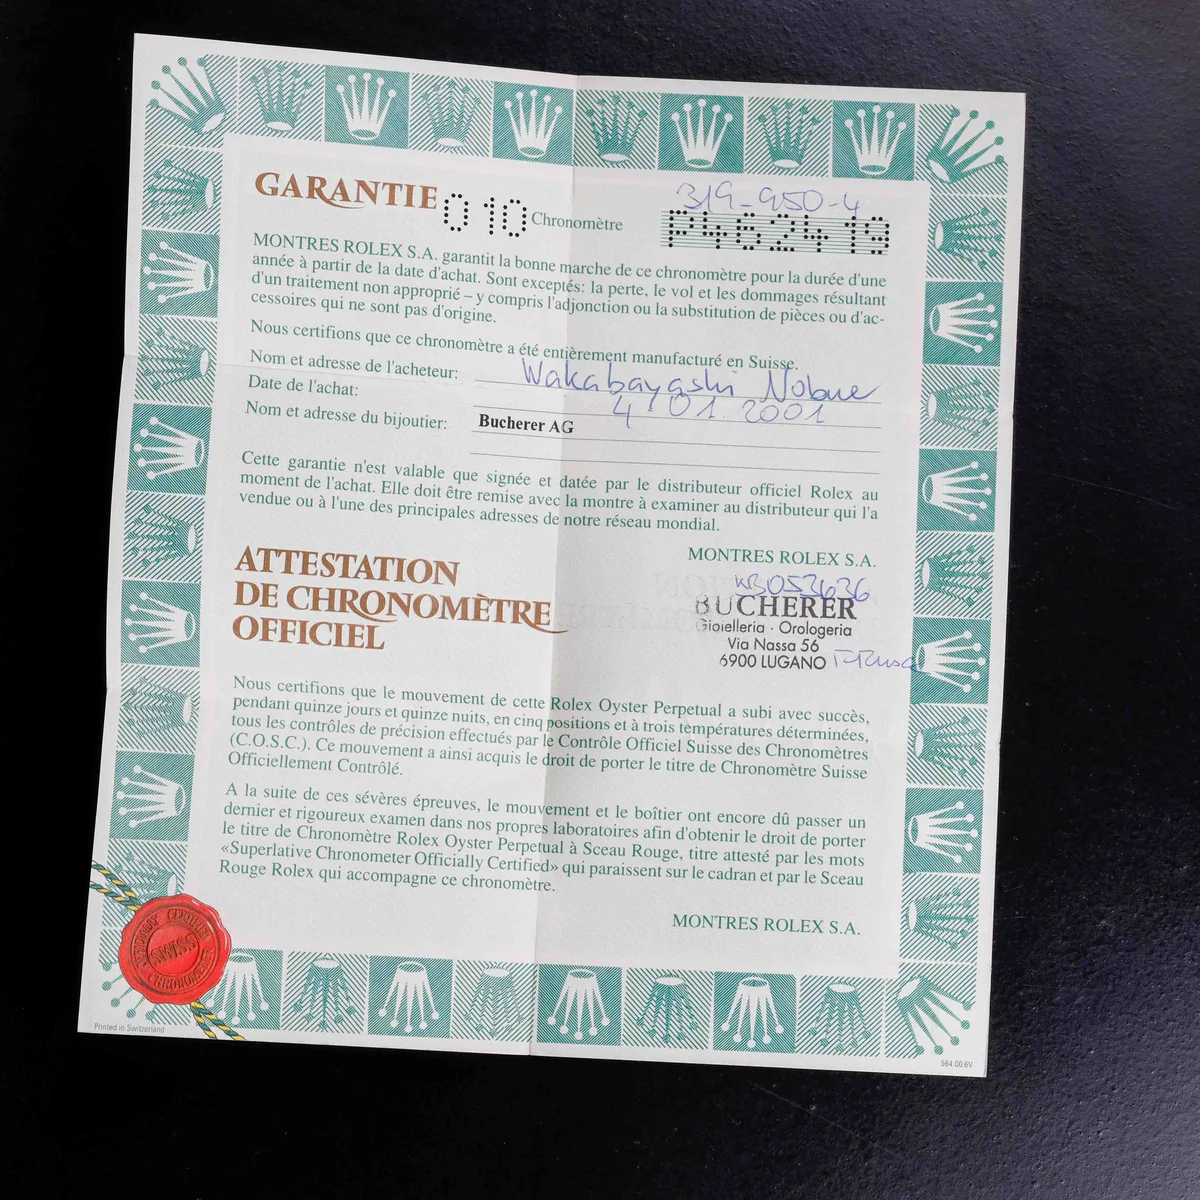 319-950-4
GARANTIE 010 Chronomètre P462419
MONTRES ROLEX S.A. garantit la bonne marche de ce chronomètre pour la durée d'une
année à partir de la date d'achat. Sont exceptés: la perte, le vol et les dommages résultant
d'un traitement non approprié – y compris l'adjonction ou la substitution de pièces ou d'ac-
cessoires qui ne sont pas d'origine.
Nous certifions que ce chronomètre a été entièrement manufacturé en Suisse.
Nom et adresse de l'acheteur: Wakabayashi Nobue
Date de l'achat: 4.01.2001
Nom et adresse du bijoutier: Bucherer AG
Cette garantie n'est valable que signée et datée par le distributeur officiel Rolex au
moment de l'achat. Elle doit être remise avec la montre à examiner au distributeur qui l'a
vendue ou à l'une des principales adresses de notre réseau mondial.
MONTRES ROLEX S.A.
ATTESTATION
DE CHRONOMÈTRE
OFFICIEL
KB053636
BUCHERER
Gioielleria · Orologeria
Via Nassa 56
6900 LUGANO
Nous certifions que le mouvement de cette Rolex Oyster Perpetual a subi avec succès,
pendant quinze jours et quinze nuits, en cinq positions et à trois températures déterminées,
tous les contrôles de précision effectués par le Contrôle Officiel Suisse des Chronomètres
(C.O.S.C.). Ce mouvement a ainsi acquis le droit de porter le titre de Chronomètre Suisse
Officiellement Contrôlé.
A la suite de ces sévères épreuves, le mouvement et le boîtier ont encore dû passer un
dernier et rigoureux examen dans nos propres laboratoires afin d'obtenir le droit de porter
le titre de Chronomètre Rolex Oyster Perpetual à Sceau Rouge, titre attesté par les mots
«Superlative Chronometer Officially Certified» qui paraissent sur le cadran et par le Sceau
Rouge Rolex qui accompagne ce chronomètre.
MONTRES ROLEX S.A.
OFFICIALLY CERTIFIED
SWISS
CHRONOMETER
Printed in Switzerland
564.00.6V